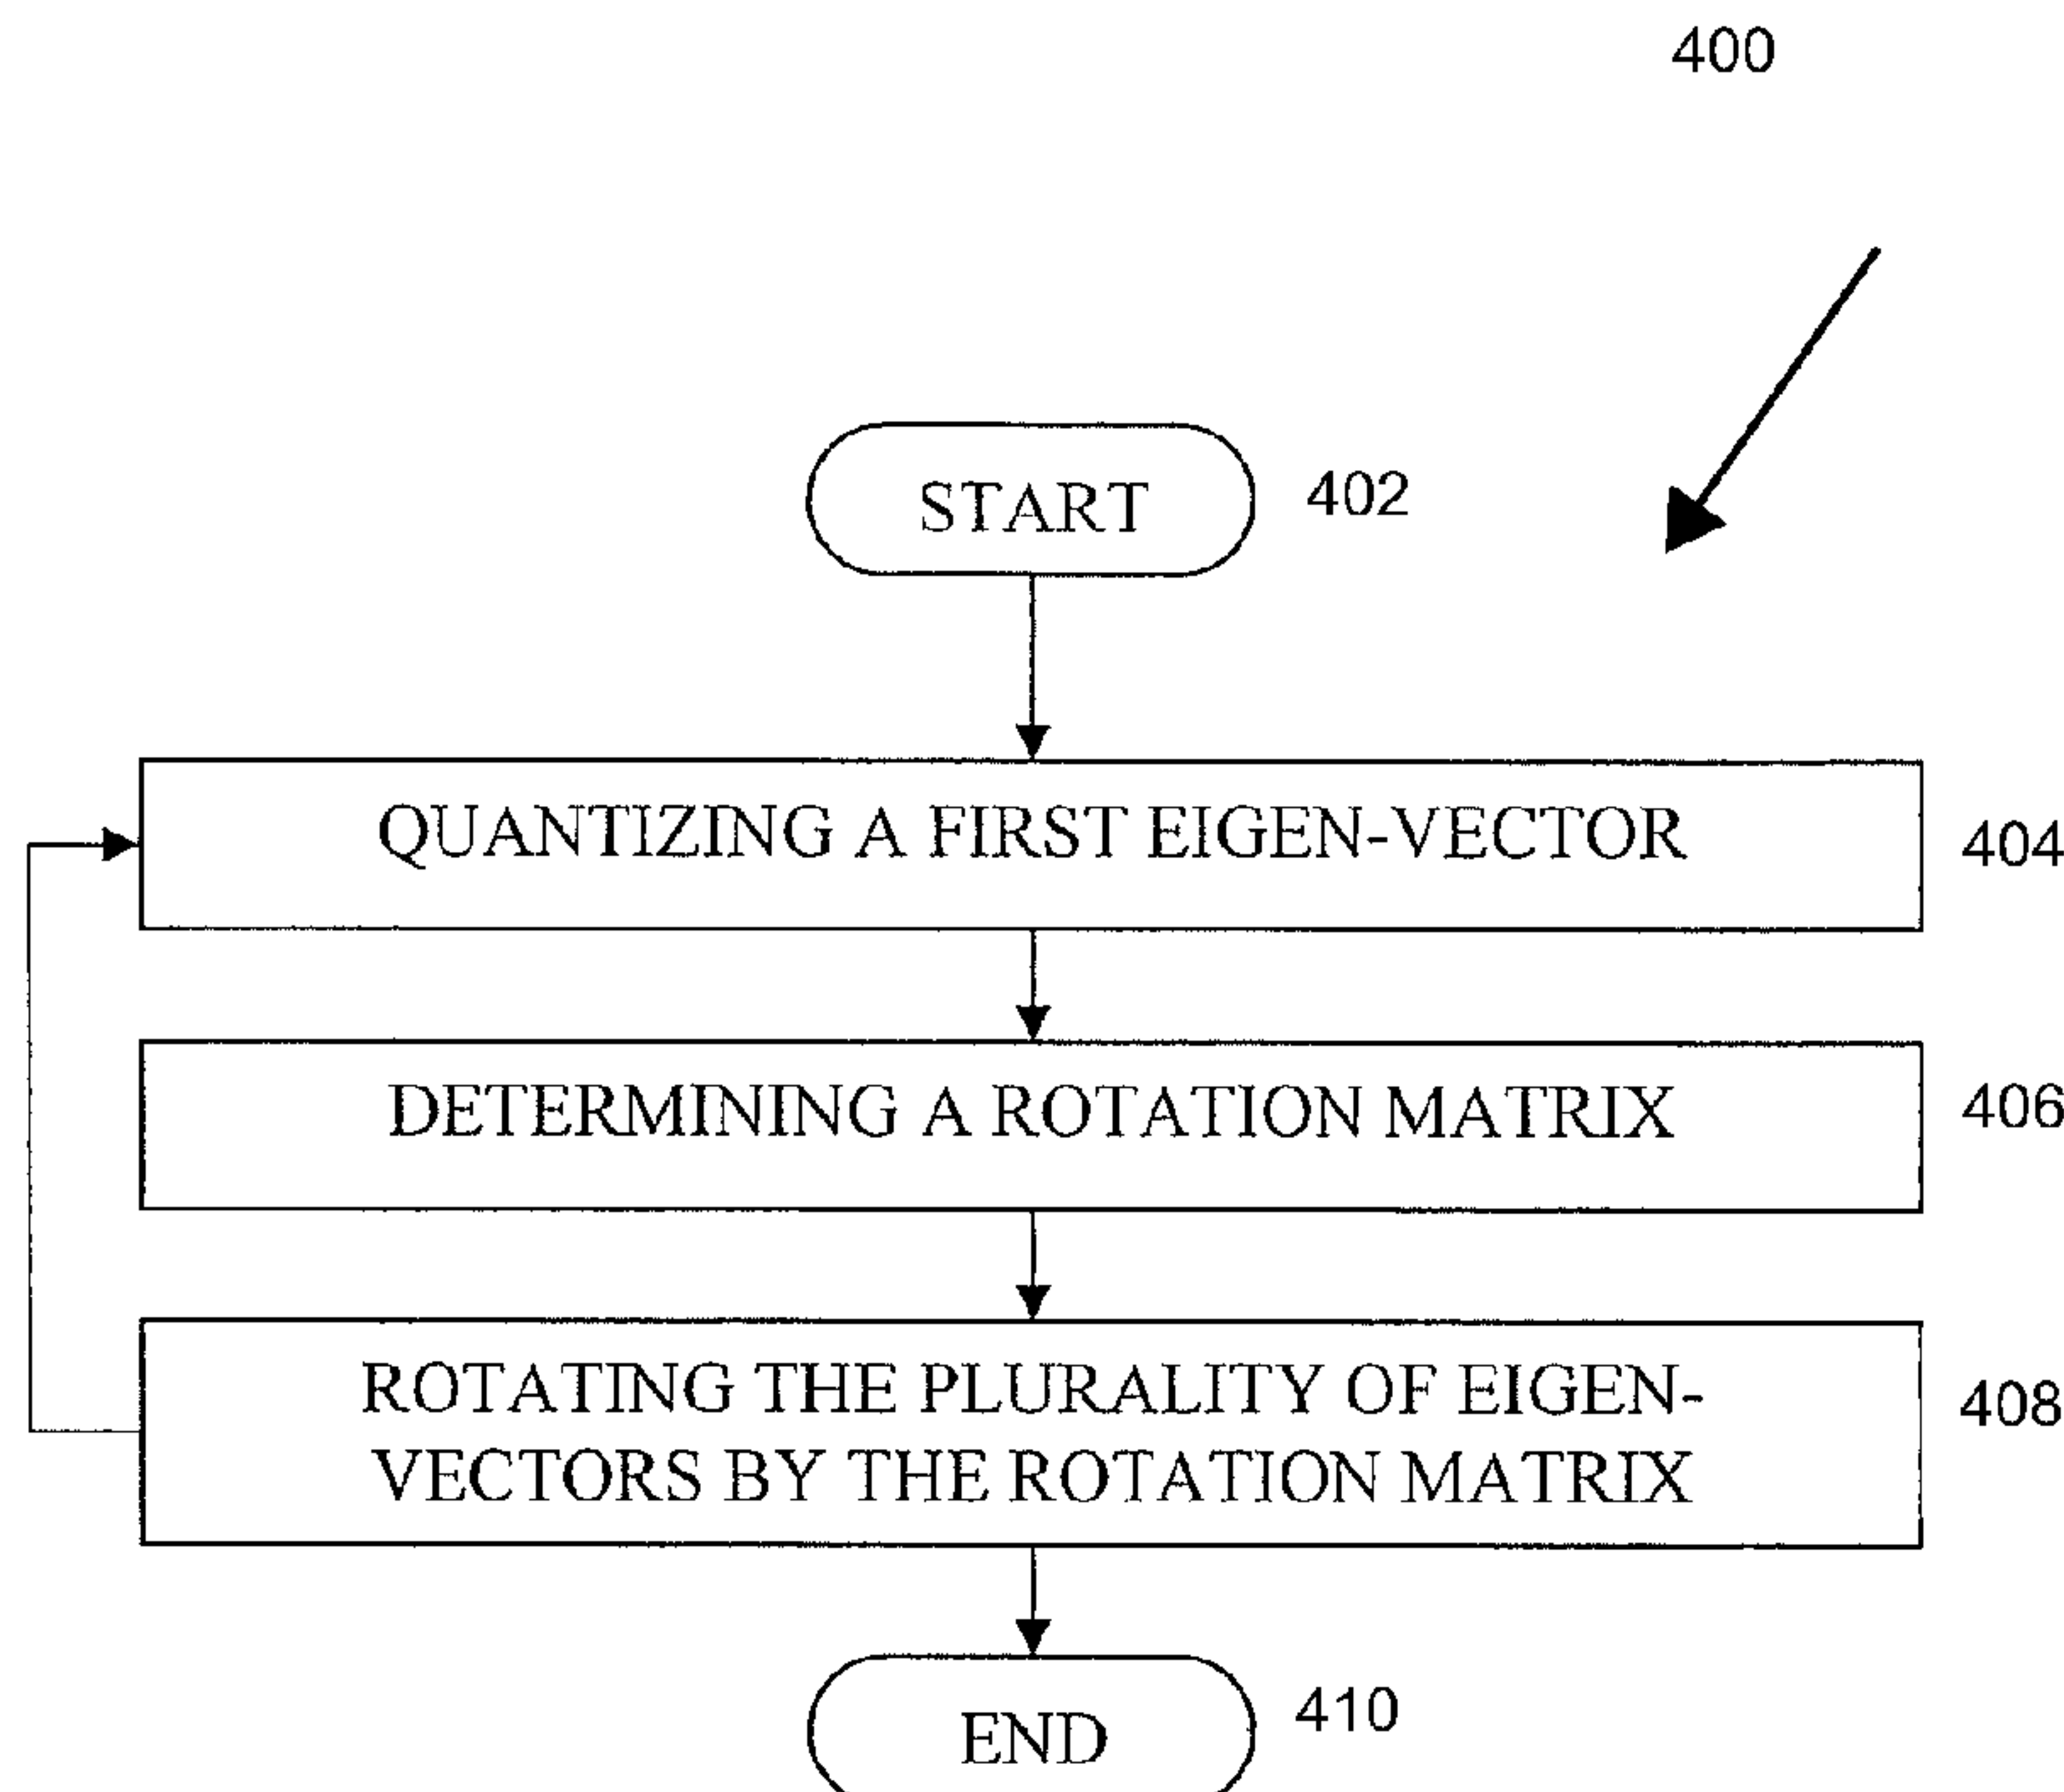 400
START
402
QUANTIZING A FIRST EIGEN-VECTOR
404
DETERMINING A ROTATION MATRIX
406
ROTATING THE PLURALITY OF EIGEN-
VECTORS BY THE ROTATION MATRIX
408
END
410